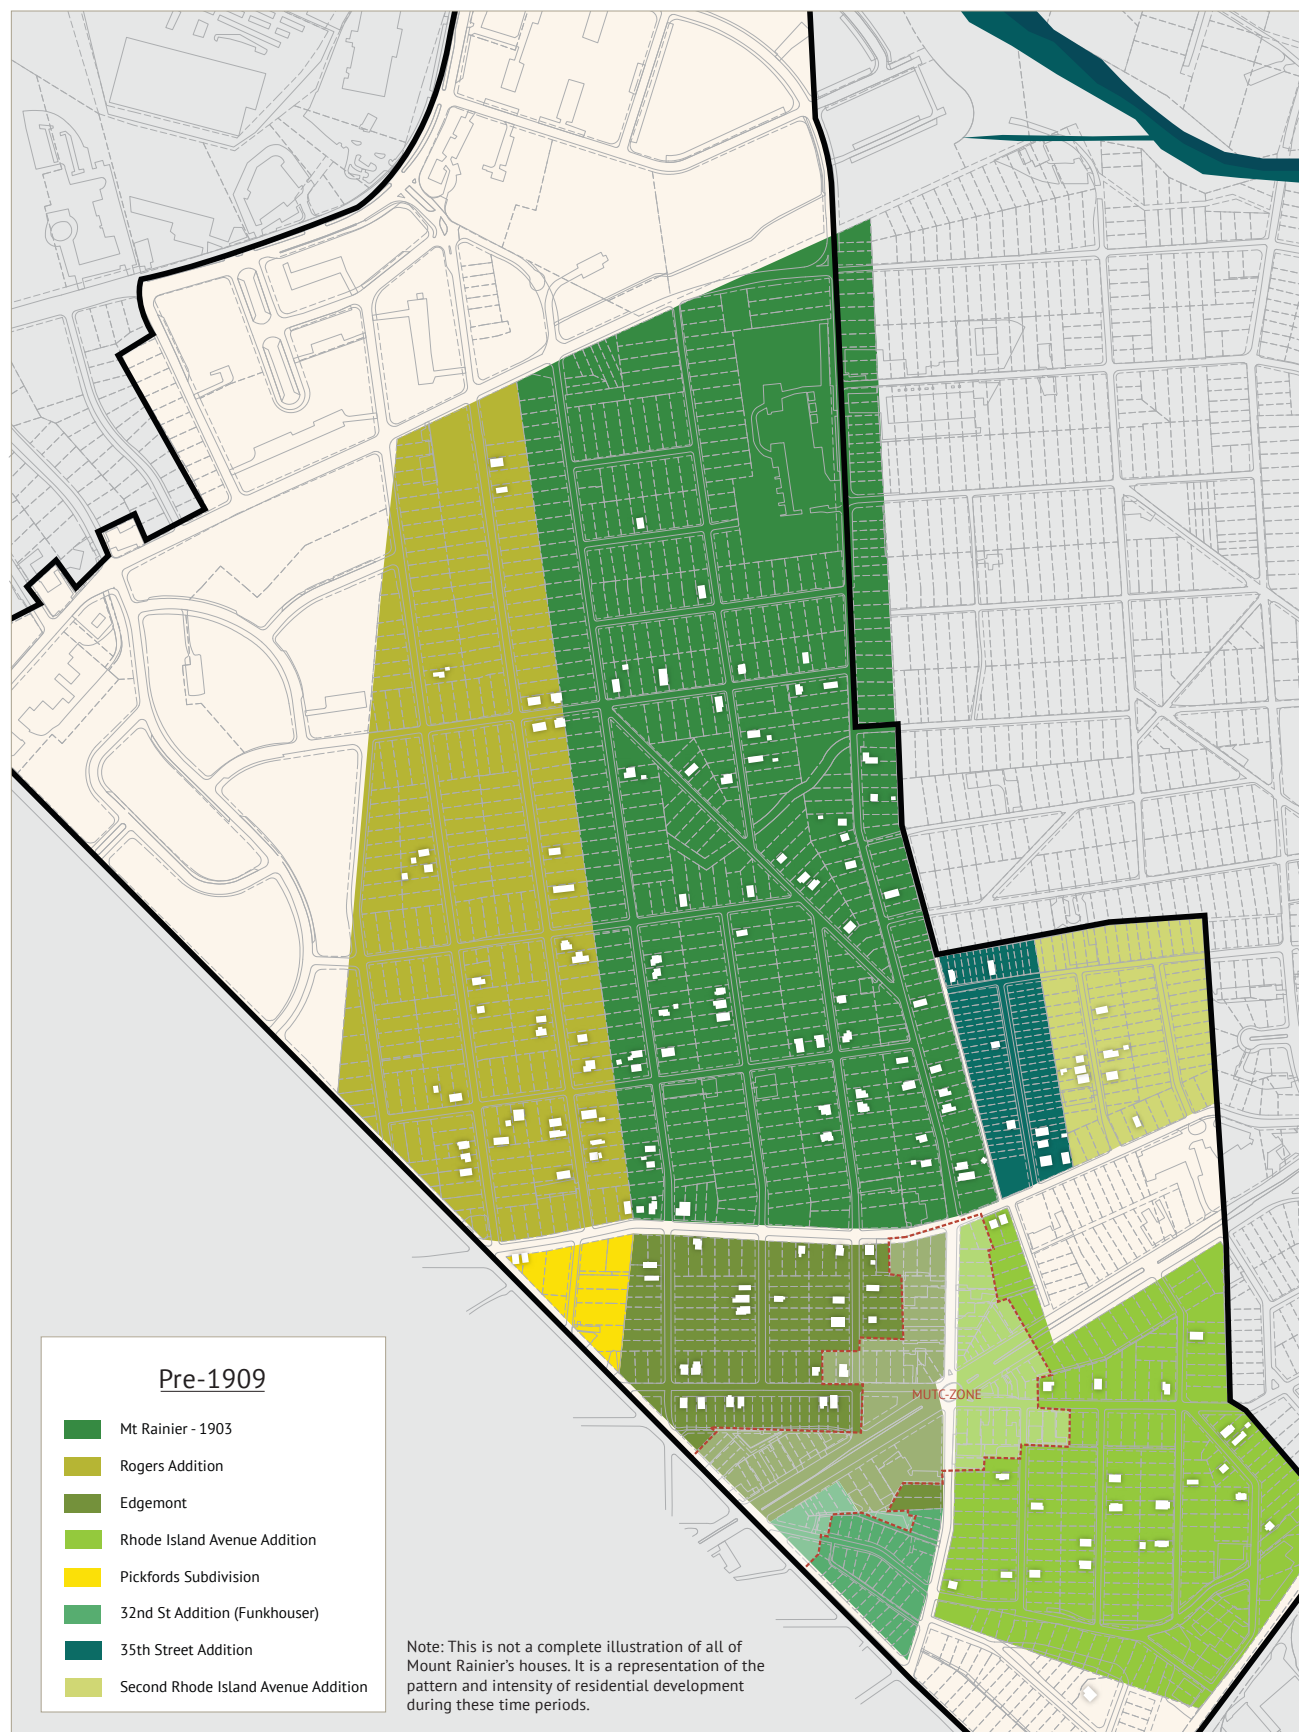 MUTC-ZONE
Pre-1909
Mt Rainier - 1903
Rogers Addition
Edgemont
Rhode Island Avenue Addition
Pickfords Subdivision
32nd St Addition (Funkhouser)
35th Street Addition
Second Rhode Island Avenue Addition
Note: This is not a complete illustration of all of
Mount Rainier's houses. It is a representation of the
pattern and intensity of residential development
during these time periods.